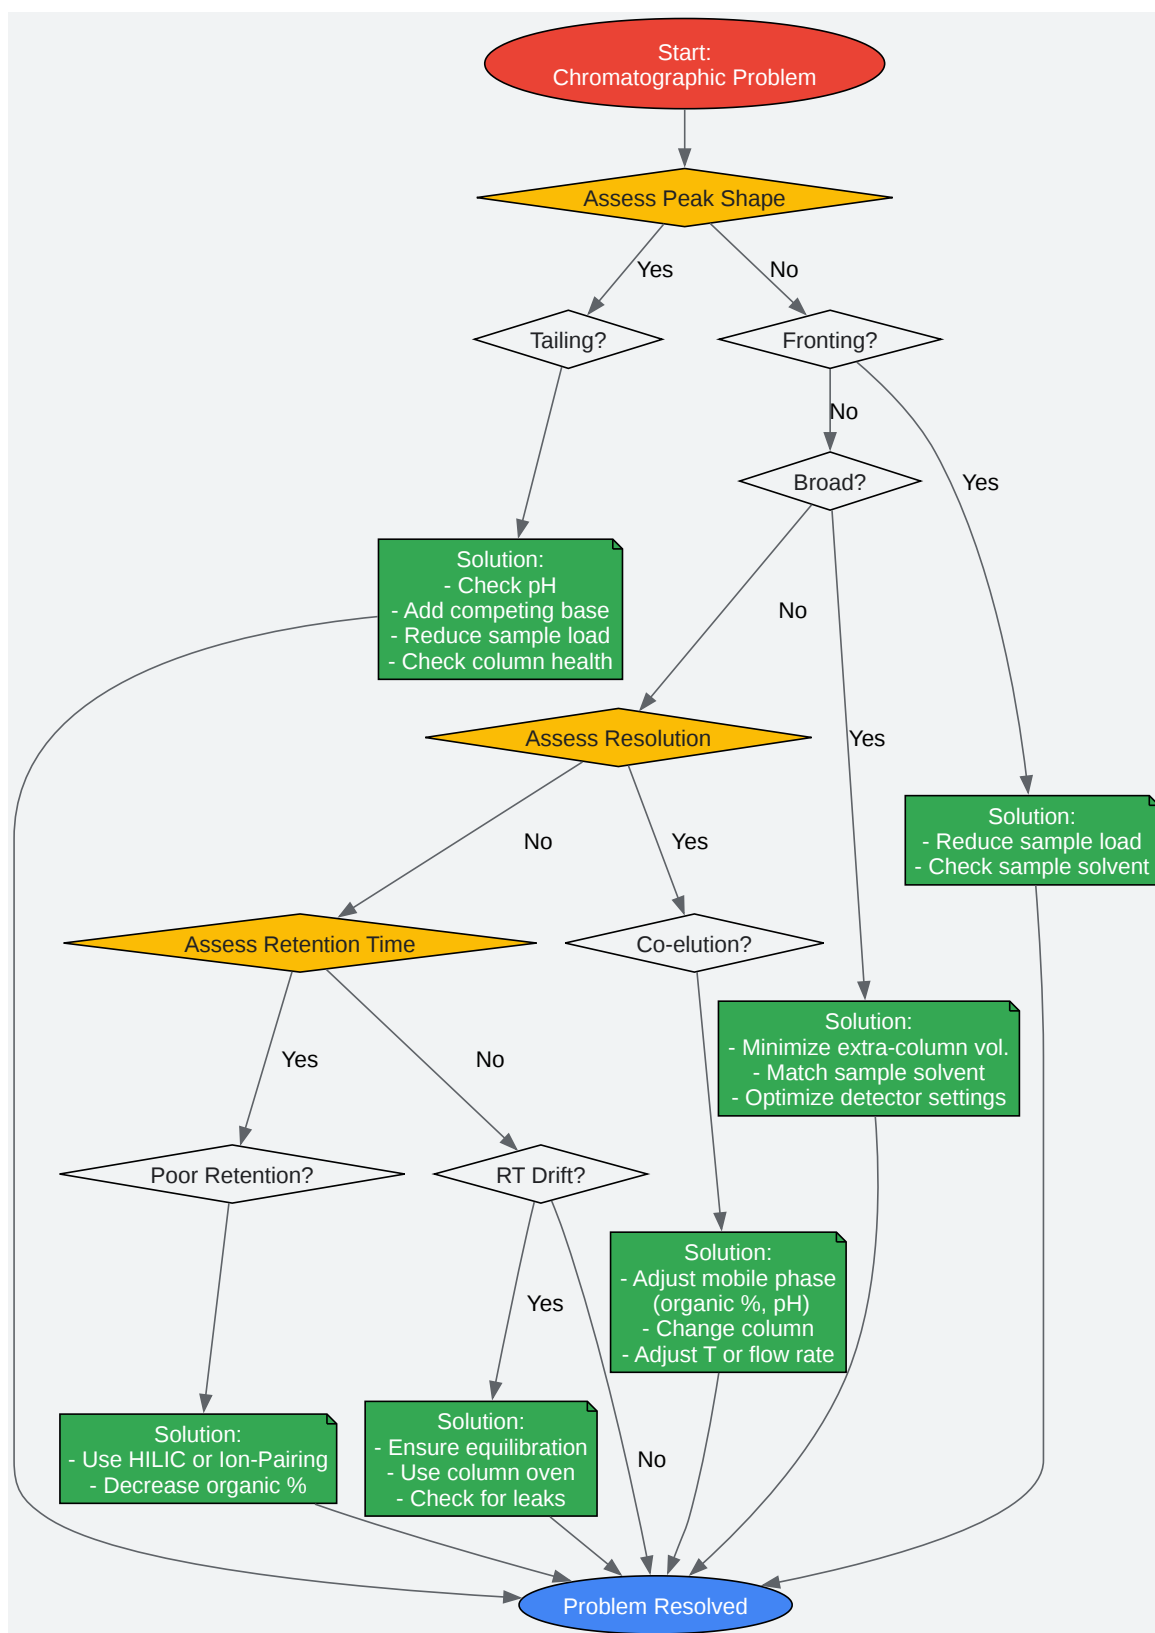 Start:
Chromatographic Problem
Assess Peak Shape
Yes
No
Tailing?
Fronting?
No
Yes
Broad?
Solution:
- Check pH
- Add competing base
- Reduce sample load
- Check column health
No
Yes
Assess Resolution
Solution:
- Reduce sample load
- Check sample solvent
No
Yes
Assess Retention Time
Co-elution?
Solution:
- Minimize extra-column vol.
- Match sample solvent
- Optimize detector settings
Yes
No
Poor Retention?
RT Drift?
Solution:
- Adjust mobile phase
(organic %, pH)
- Change column
- Adjust T or flow rate
Yes
No
Solution:
- Use HILIC or Ion-Pairing
- Decrease organic %
Solution:
- Ensure equilibration
- Use column oven
- Check for leaks
Problem Resolved